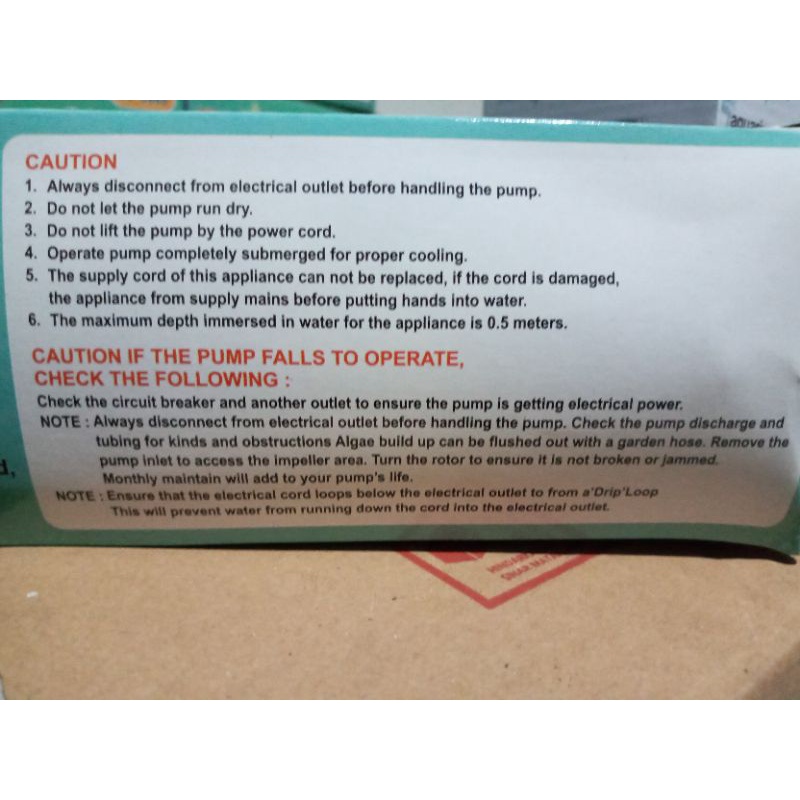 CAUTION
1. Always disconnect from electrical outlet before handling the pump.
2. Do not let the pump run dry.
3. Do not lift the pump by the power cord.
4. Operate pump completely submerged for proper cooling.
5. The supply cord of this appliance can not be replaced, if the cord is damaged,
the appliance from supply mains before putting hands into water.
6. The maximum depth immersed in water for the appliance is 0.5 meters.
CAUTION IF THE PUMP FALLS TO OPERATE,
CHECK THE FOLLOWING :
Check the circuit breaker and another outlet to ensure the pump is getting electrical power.
NOTE : Always disconnect from electrical outlet before handling the pump. Check the pump discharge and
tubing for kinds and obstructions Algae build up can be flushed out with a garden hose. Remove the
pump inlet to access the impeller area. Turn the rotor to ensure it is not broken or jammed.
Monthly maintain will add to your pump's life.
NOTE : Ensure that the electrical cord loops below the electrical outlet to from a'Drip'Loop
This will prevent water from running down the cord into the electrical outlet.